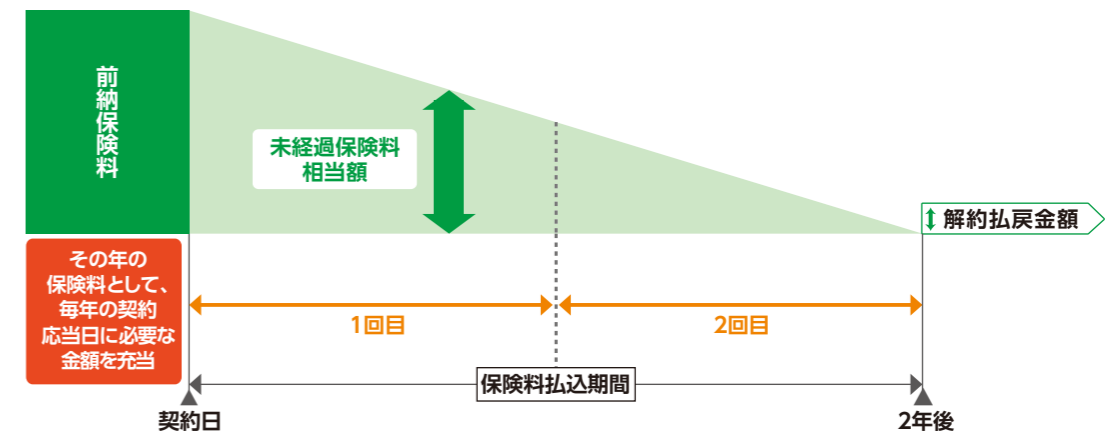 前納保険料
未経過保険料
相当額
解約払戻金額
その年の
保険料として、
毎年の契約
応当日に必要な
金額を充当
1回目
2回目
保険料払込期間
契約日
2年後